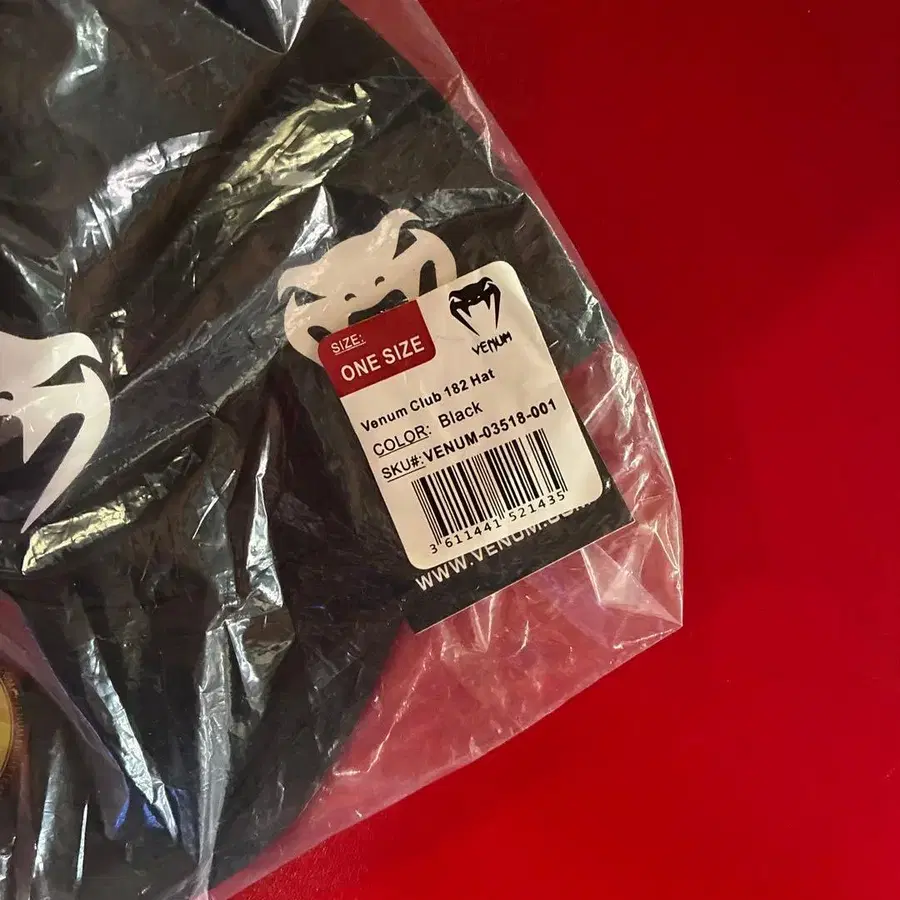 SIZE:
ONE SIZE
VENUM
Venum Club 182 Hat
COLOR: Black
SKU#: VENUM-03518-001
3 611441 521435
WWW.VENUM.COM